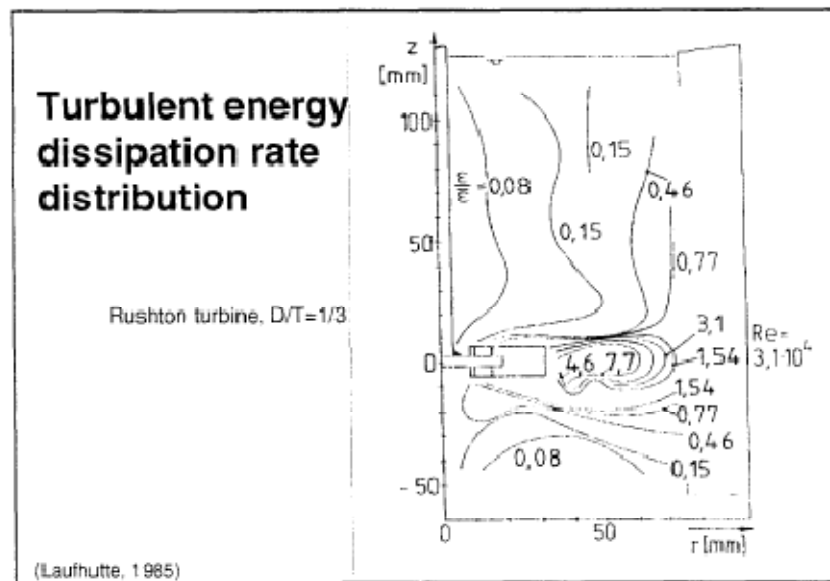 Turbulent energy
dissipation rate
distribution
Rushton turbine, D/T=1/3
(Laufhutte, 1985)
z
[mm]
100
50
0
- 50
0
50
r [mm]
= 0,08
0,15
0,15
0,46
0,77
3,1
4,6
7,7
1,54
1,54
0,77
0,46
0,15
0,08
Re=
3,1·10⁴